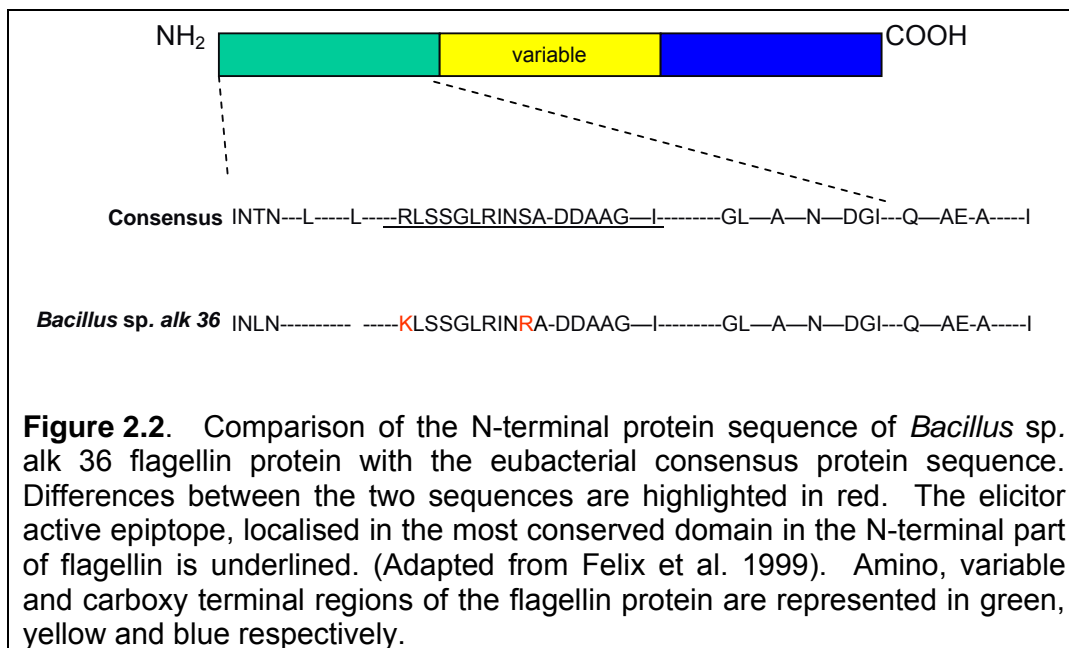 NH2 COOH
variable
Consensus INTN---L-----L-----RLSSGLRINSA-DDAAG—I---------GL—A—N—DGI---Q—AE-A-----I
Bacillus sp. alk 36 INLN---------- -----KLSSGLRINRA-DDAAG—I---------GL—A—N—DGI---Q—AE-A-----I
Figure 2.2. Comparison of the N-terminal protein sequence of Bacillus sp.
alk 36 flagellin protein with the eubacterial consensus protein sequence.
Differences between the two sequences are highlighted in red. The elicitor
active epiptope, localised in the most conserved domain in the N-terminal part
of flagellin is underlined. (Adapted from Felix et al. 1999). Amino, variable
and carboxy terminal regions of the flagellin protein are represented in green,
yellow and blue respectively.